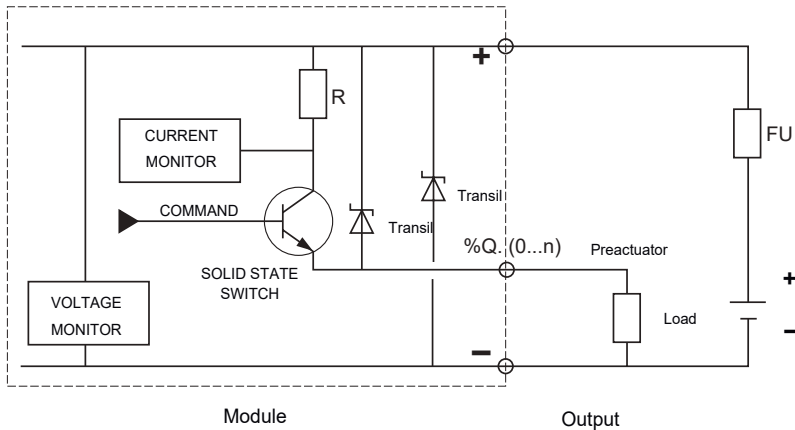 +
R
FU
CURRENT
MONITOR
Transil
COMMAND
Transil
%Q. (0...n)
Preactuator
SOLID STATE
SWITCH
+
VOLTAGE
MONITOR
Load
−
−
Module
Output